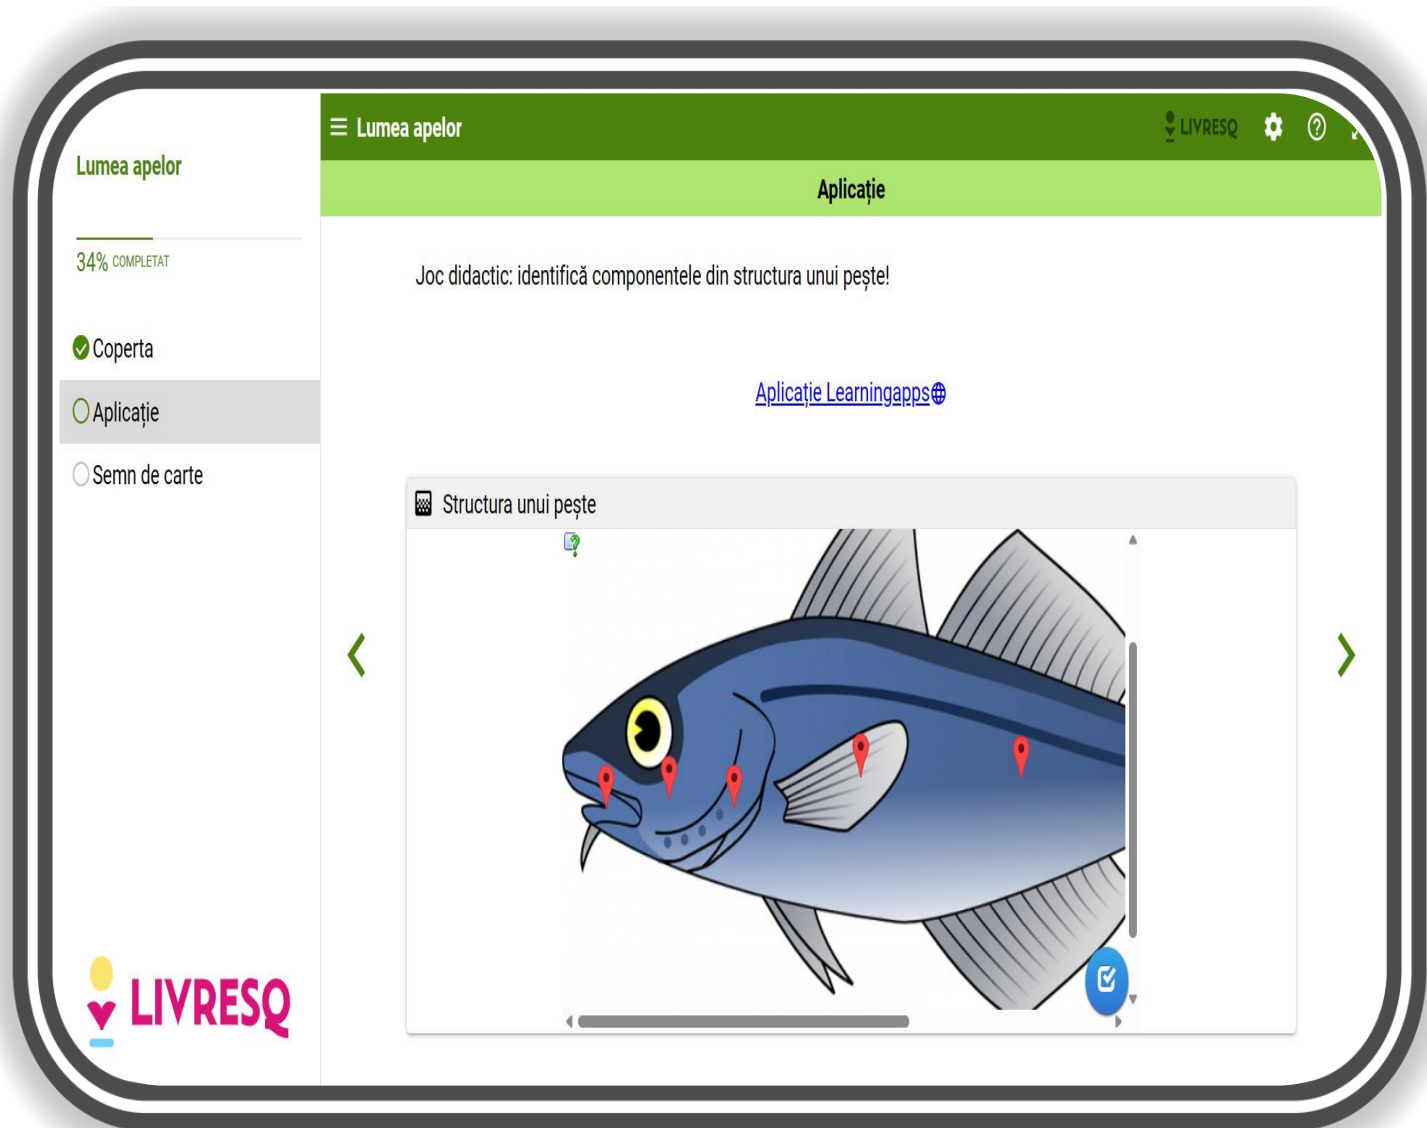 Lumea apelor
34% COMPLETAT
Coperta
Aplicație
Semn de carte
LIVRESQ
Lumea apelor
LIVRESQ
Aplicație
Joc didactic: identifică componentele din structura unui pește!
Aplicație Learningapps
Structura unui pește